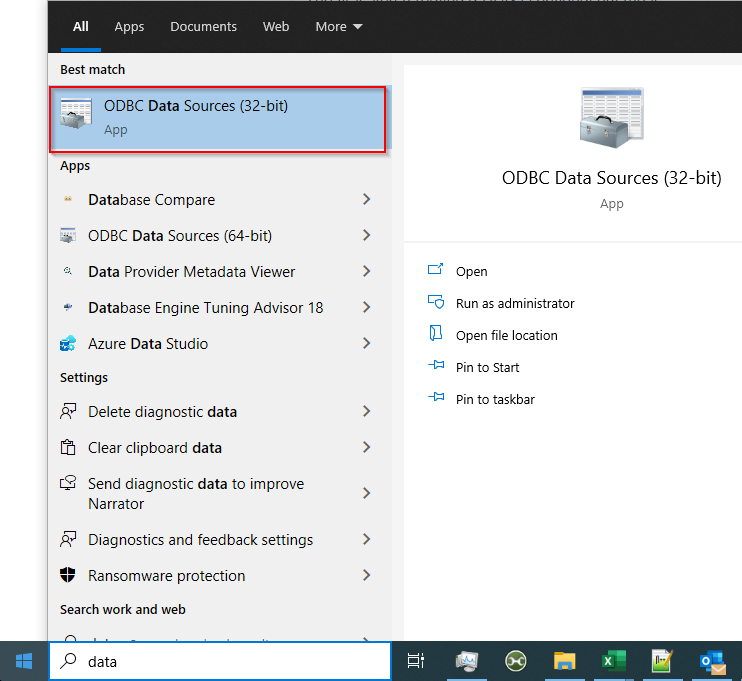 All Apps Documents Web More
Best match
ODBC Data Sources (32-bit)
App
Apps
Database Compare
ODBC Data Sources (64-bit)
Data Provider Metadata Viewer
Database Engine Tuning Advisor 18
Azure Data Studio
Settings
Delete diagnostic data
Clear clipboard data
Send diagnostic data to improve
Narrator
Diagnostics and feedback settings
Ransomware protection
Search work and web
data
ODBC Data Sources (32-bit)
App
Open
Run as administrator
Open file location
Pin to Start
Pin to taskbar